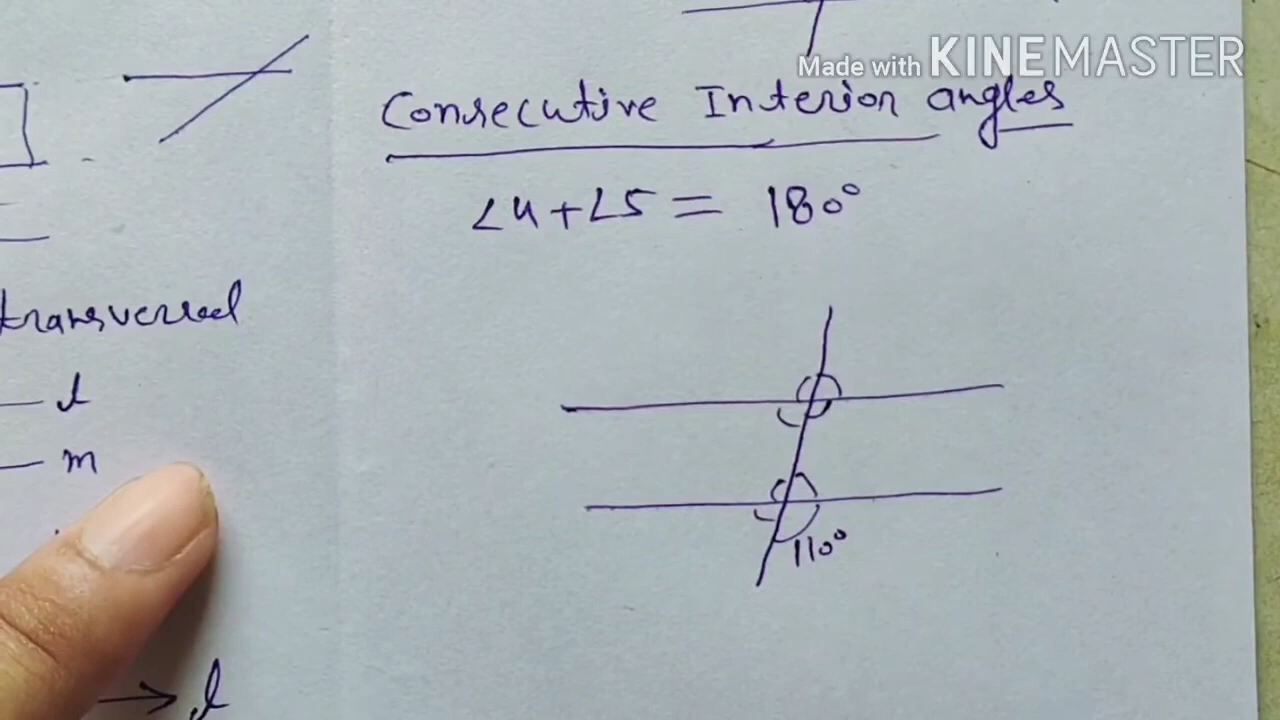 Made with KINEMASTER
Consecutive Interior angles
∠4+∠5 = 180°
transversal
l
m
110°
l